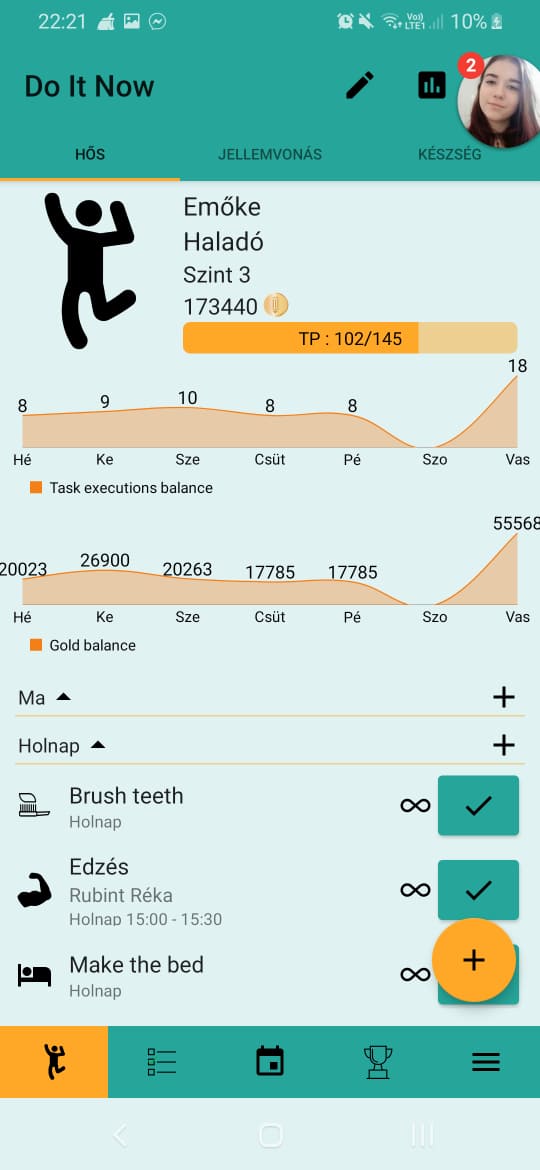 22:21
Vo))
LTE1
10%
2
Do It Now
HŐS
JELLEMVONÁS
KÉSZSÉG
Emőke
Haladó
Szint 3
173440
TP : 102/145
8 9 10 8 8 18
Hé Ke Sze Csüt Pé Szo Vas
Task executions balance
20023 26900 20263 17785 17785 55568
Hé Ke Sze Csüt Pé Szo Vas
Gold balance
Ma
Holnap
Brush teeth
Holnap
Edzés
Rubint Réka
Holnap 15:00 - 15:30
Make the bed
Holnap